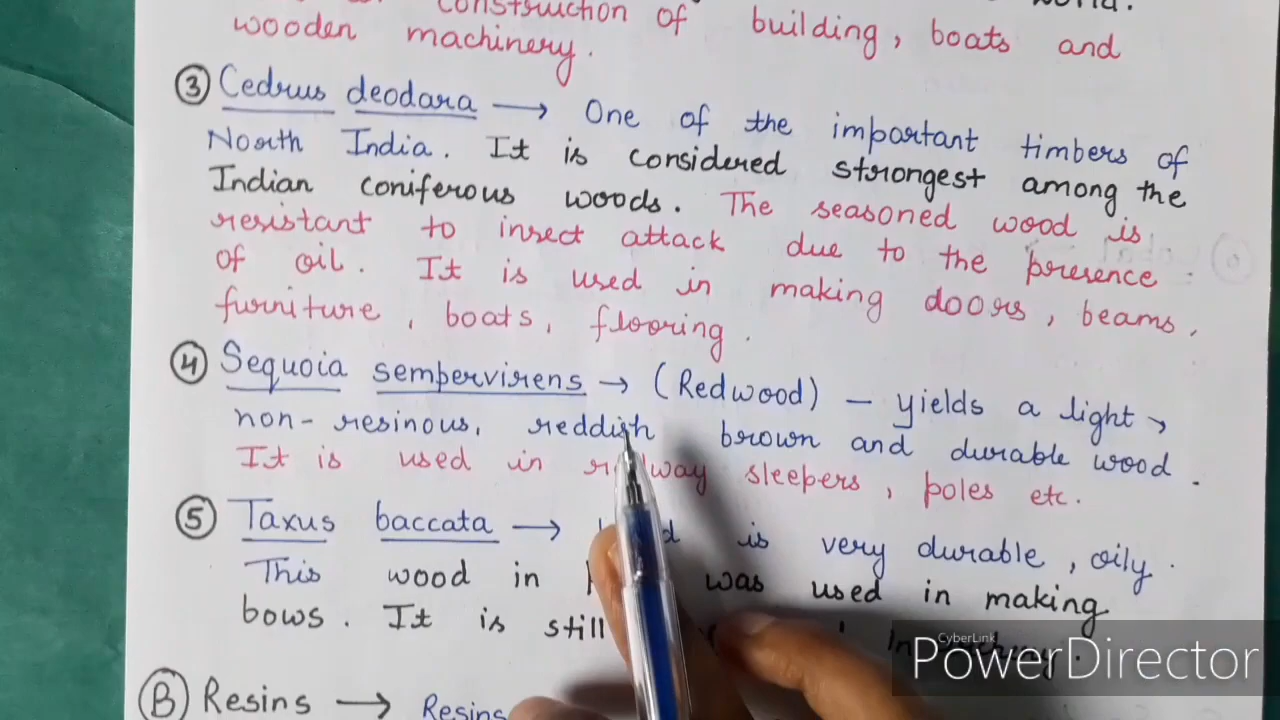 construction of building, boats and
wooden machinery.
③ Cedrus deodara → One of the important timbers of
North India. It is considered strongest among the
Indian coniferous woods. The seasoned wood is
resistant to insect attack due to the presence
of oil. It is used in making doors, beams,
furniture, boats, flooring.
④ Sequoia sempervirens → (Redwood) – yields a light,
non-resinous, reddish brown and durable wood.
It is used in railway sleepers, poles etc.
⑤ Taxus baccata → is very durable, oily.
This wood in was used in making
bows. It is still in
Ⓑ Resins → Resins
CyberLink
PowerDirector